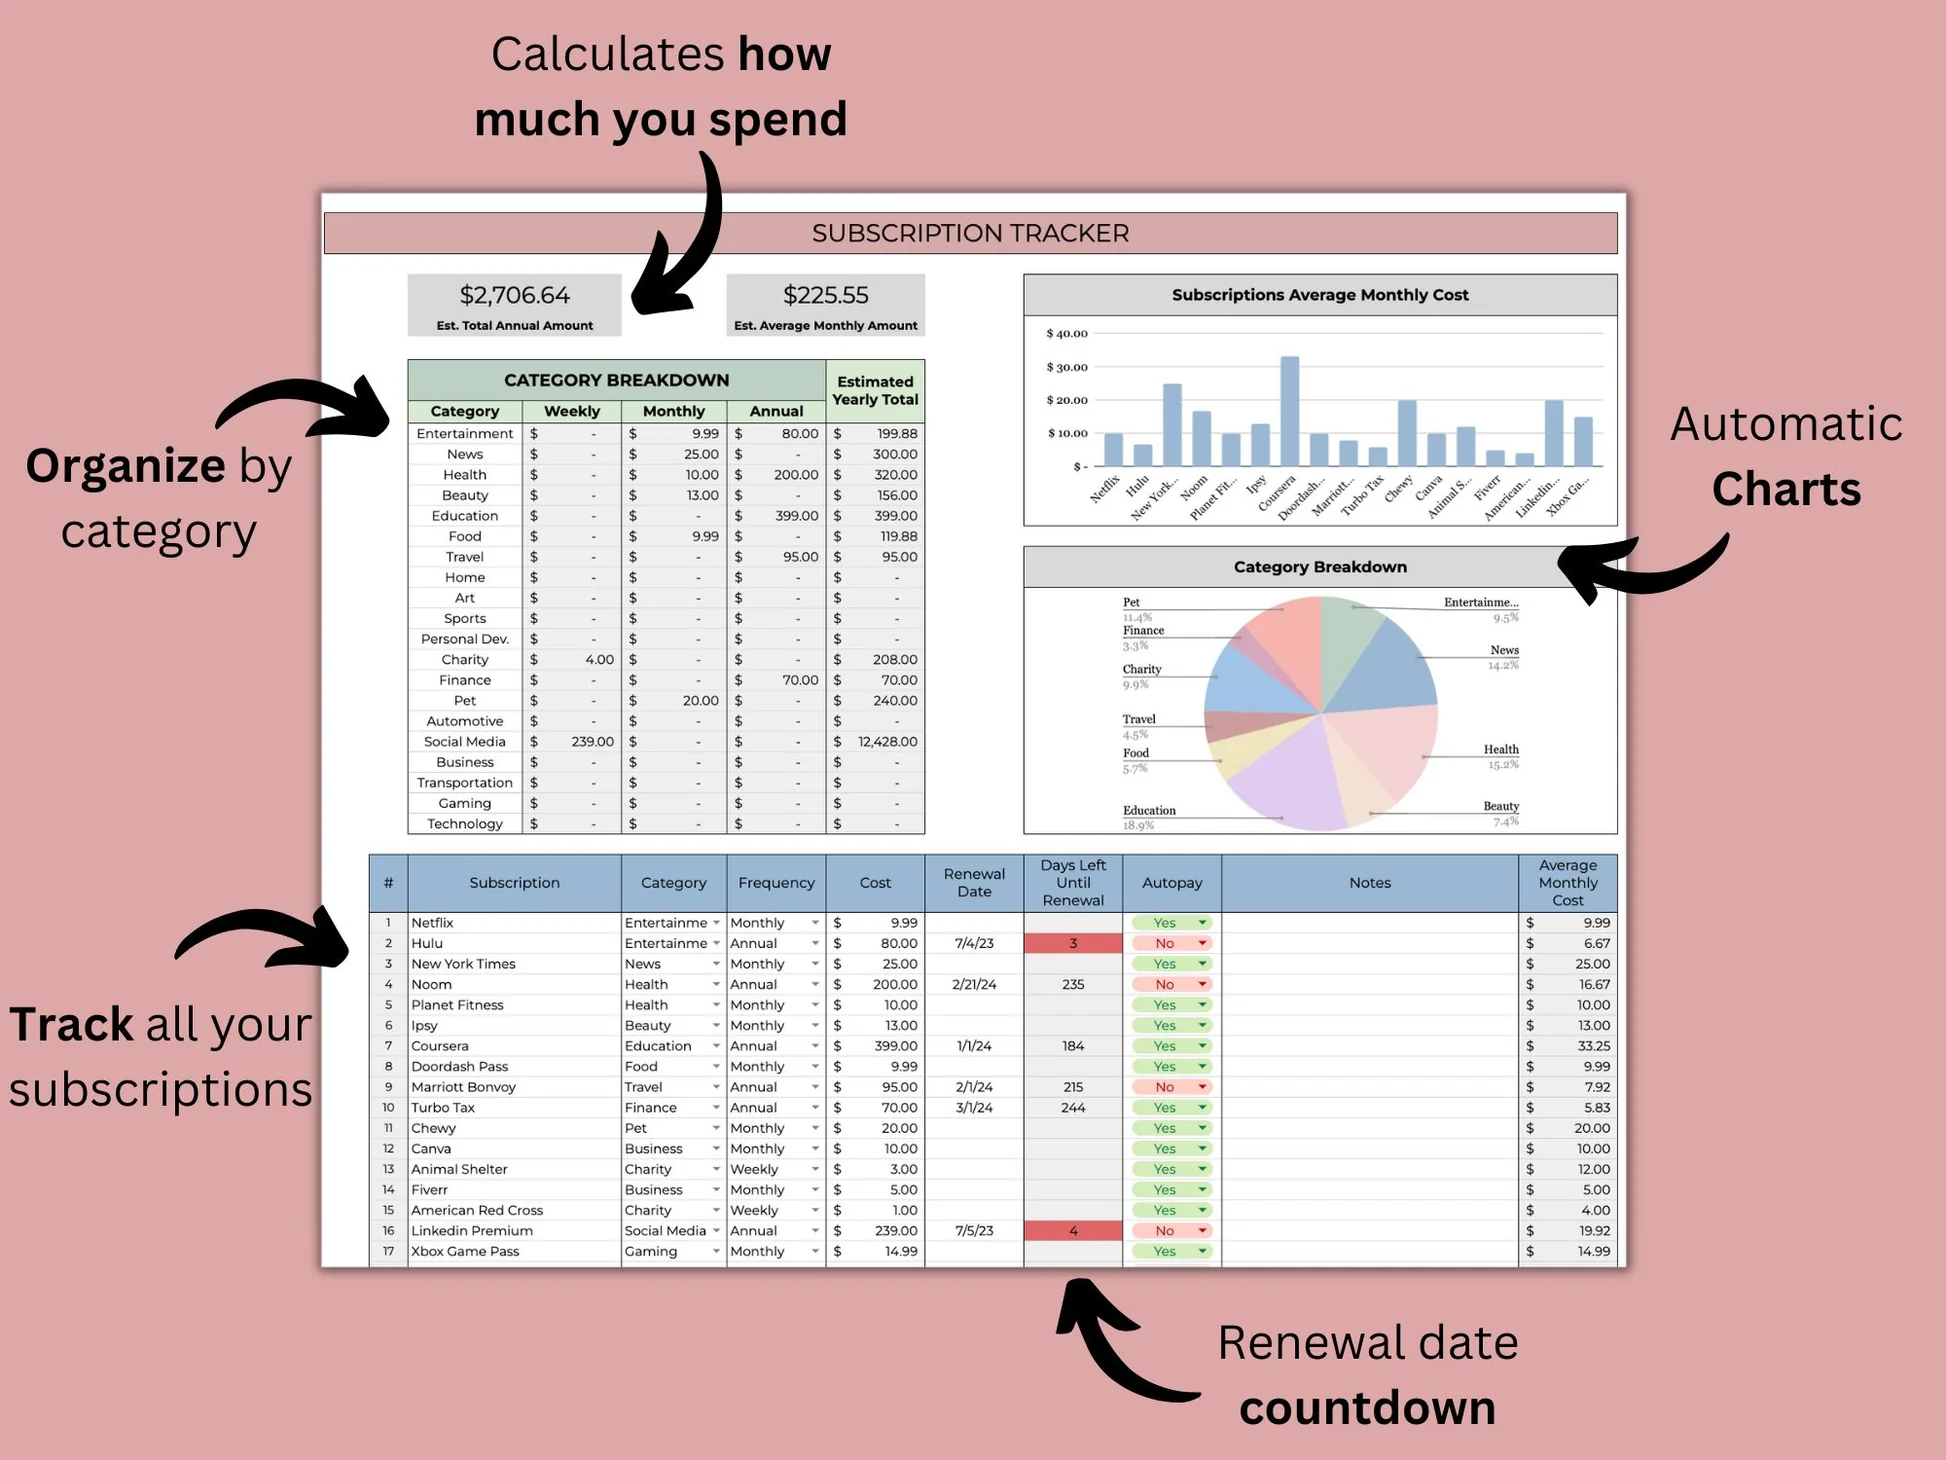 Calculates how
much you spend
SUBSCRIPTION TRACKER
$2,706.64
Est. Total Annual Amount
$225.55
Est. Average Monthly Amount
Organize by
category
CATEGORY BREAKDOWN Estimated Yearly Total
Category Weekly Monthly Annual
Entertainment $ - $ 9.99 $ 80.00 $ 199.88
News $ - $ 25.00 $ - $ 300.00
Health $ - $ 10.00 $ 200.00 $ 320.00
Beauty $ - $ 13.00 $ - $ 156.00
Education $ - $ - $ 399.00 $ 399.00
Food $ - $ 9.99 $ - $ 119.88
Travel $ - $ - $ 95.00 $ 95.00
Home $ - $ - $ - $ -
Art $ - $ - $ - $ -
Sports $ - $ - $ - $ -
Personal Dev. $ - $ - $ - $ -
Charity $ 4.00 $ - $ - $ 208.00
Finance $ - $ - $ 70.00 $ 70.00
Pet $ - $ 20.00 $ - $ 240.00
Automotive $ - $ - $ - $ -
Social Media $ 239.00 $ - $ - $ 12,428.00
Business $ - $ - $ - $ -
Transportation $ - $ - $ - $ -
Gaming $ - $ - $ - $ -
Technology $ - $ - $ - $ -
Subscriptions Average Monthly Cost
$ 40.00
$ 30.00
$ 20.00
$ 10.00
$ -
Netflix
Hulu
New York...
Noom
Planet Fit...
Ipsy
Coursera
Doordash...
Marriott...
Turbo Tax
Chewy
Canva
Animal S...
Fiverr
American...
Linkedin...
Xbox Ga...
Automatic
Charts
Category Breakdown
Pet
11.4%
Finance
3.3%
Charity
9.9%
Travel
4.5%
Food
5.7%
Education
18.9%
Entertainme...
9.5%
News
14.2%
Health
15.2%
Beauty
7.4%
Track all your
subscriptions
# Subscription Category Frequency Cost Renewal Date Days Left Until Renewal Autopay Notes Average Monthly Cost
1 Netflix Entertainme Monthly $ 9.99 Yes $ 9.99
2 Hulu Entertainme Annual $ 80.00 7/4/23 3 No $ 6.67
3 New York Times News Monthly $ 25.00 Yes $ 25.00
4 Noom Health Annual $ 200.00 2/21/24 235 No $ 16.67
5 Planet Fitness Health Monthly $ 10.00 Yes $ 10.00
6 Ipsy Beauty Monthly $ 13.00 Yes $ 13.00
7 Coursera Education Annual $ 399.00 1/1/24 184 Yes $ 33.25
8 Doordash Pass Food Monthly $ 9.99 Yes $ 9.99
9 Marriott Bonvoy Travel Annual $ 95.00 2/1/24 215 No $ 7.92
10 Turbo Tax Finance Annual $ 70.00 3/1/24 244 Yes $ 5.83
11 Chewy Pet Monthly $ 20.00 Yes $ 20.00
12 Canva Business Monthly $ 10.00 Yes $ 10.00
13 Animal Shelter Charity Weekly $ 3.00 Yes $ 12.00
14 Fiverr Business Monthly $ 5.00 Yes $ 5.00
15 American Red Cross Charity Weekly $ 1.00 Yes $ 4.00
16 Linkedin Premium Social Media Annual $ 239.00 7/5/23 4 No $ 19.92
17 Xbox Game Pass Gaming Monthly $ 14.99 Yes $ 14.99
Renewal date
countdown